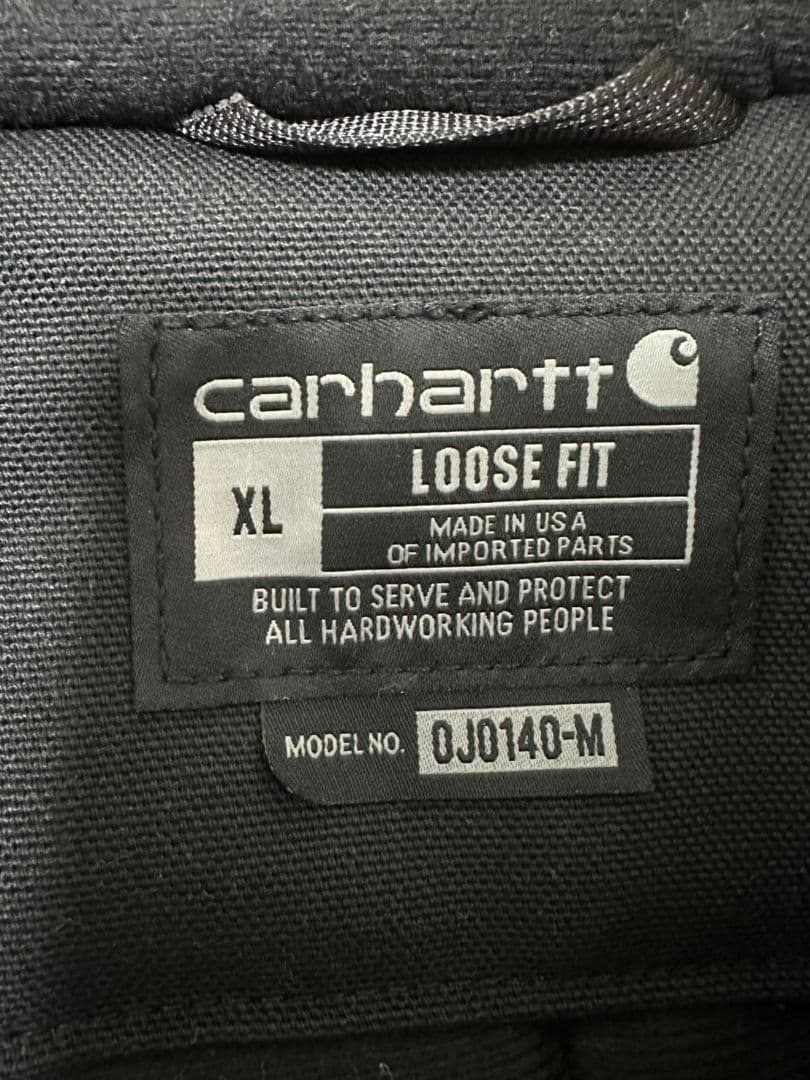 carhartt
XL
LOOSE FIT
MADE IN USA
OF IMPORTED PARTS
BUILT TO SERVE AND PROTECT
ALL HARDWORKING PEOPLE
MODEL NO. OJ0140-M